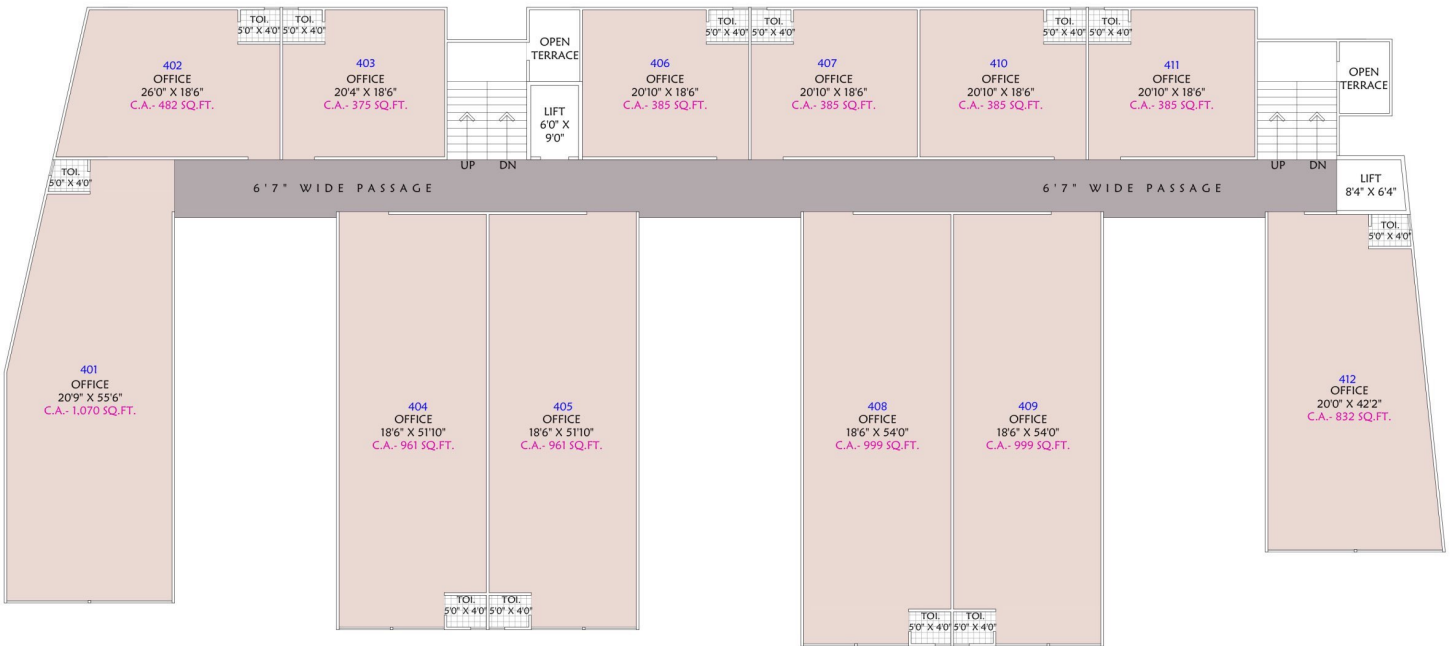 TOI.
5'0" X 4'0"
TOI.
5'0" X 4'0"
402
OFFICE
26'0" X 18'6"
C.A.- 482 SQ.FT.
403
OFFICE
20'4" X 18'6"
C.A.- 375 SQ.FT.
OPEN
TERRACE
LIFT
6'0" X
9'0"
UP
DN
TOI.
5'0" X 4'0"
TOI.
5'0" X 4'0"
406
OFFICE
20'10" X 18'6"
C.A.- 385 SQ.FT.
407
OFFICE
20'10" X 18'6"
C.A.- 385 SQ.FT.
TOI.
5'0" X 4'0"
TOI.
5'0" X 4'0"
410
OFFICE
20'10" X 18'6"
C.A.- 385 SQ.FT.
411
OFFICE
20'10" X 18'6"
C.A.- 385 SQ.FT.
OPEN
TERRACE
UP
DN
LIFT
8'4" X 6'4"
TOI.
5'0" X 4'0"
6'7" WIDE PASSAGE
6'7" WIDE PASSAGE
TOI.
5'0" X 4'0"
401
OFFICE
20'9" X 55'6"
C.A.- 1,070 SQ.FT.
404
OFFICE
18'6" X 51'10"
C.A.- 961 SQ.FT.
405
OFFICE
18'6" X 51'10"
C.A.- 961 SQ.FT.
408
OFFICE
18'6" X 54'0"
C.A.- 999 SQ.FT.
409
OFFICE
18'6" X 54'0"
C.A.- 999 SQ.FT.
412
OFFICE
20'0" X 42'2"
C.A.- 832 SQ.FT.
TOI.
5'0" X 4'0"
TOI.
5'0" X 4'0"
TOI.
5'0" X 4'0"
TOI.
5'0" X 4'0"